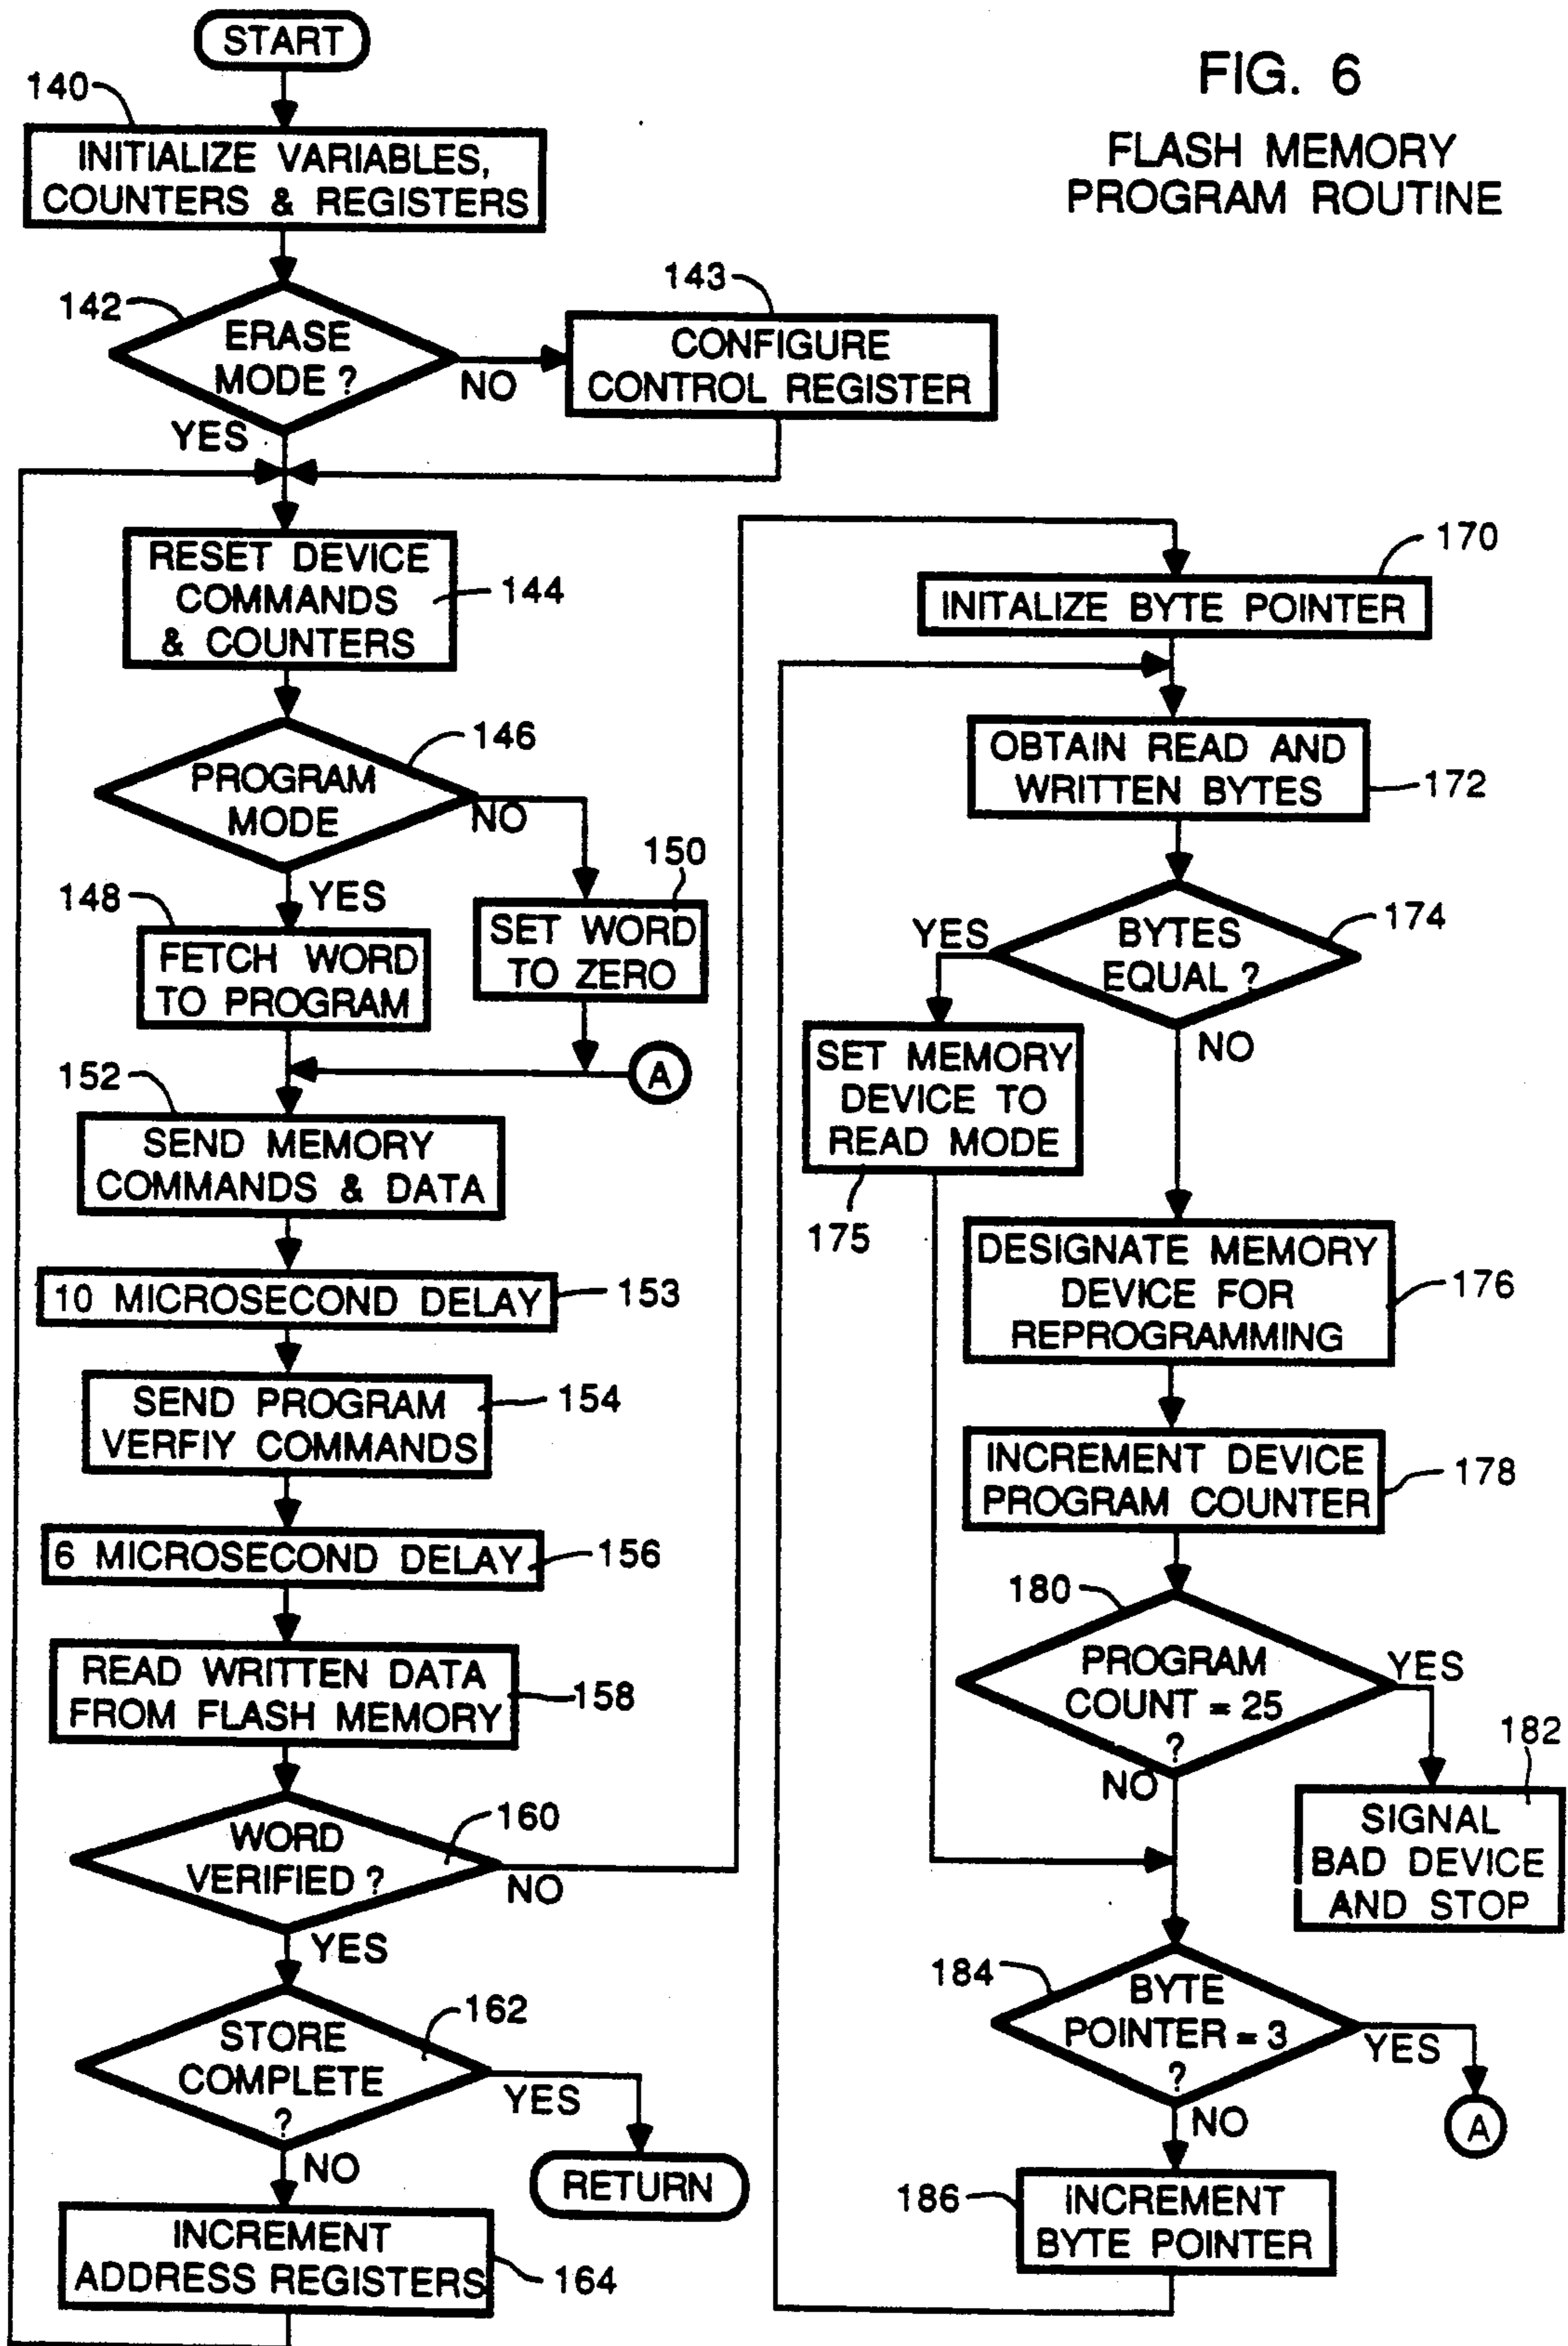 START
FIG. 6
FLASH MEMORY
PROGRAM ROUTINE
140
INITIALIZE VARIABLES,
COUNTERS & REGISTERS
142
ERASE
MODE ?
NO
YES
143
CONFIGURE
CONTROL REGISTER
RESET DEVICE
COMMANDS
& COUNTERS
144
146
PROGRAM
MODE
NO
YES
148
FETCH WORD
TO PROGRAM
150
SET WORD
TO ZERO
A
152
SEND MEMORY
COMMANDS & DATA
10 MICROSECOND DELAY
153
SEND PROGRAM
VERFIY COMMANDS
154
6 MICROSECOND DELAY
156
READ WRITTEN DATA
FROM FLASH MEMORY
158
160
WORD
VERIFIED ?
NO
YES
162
STORE
COMPLETE
?
YES
NO
RETURN
INCREMENT
ADDRESS REGISTERS
164
170
INITALIZE BYTE POINTER
OBTAIN READ AND
WRITTEN BYTES
172
174
BYTES
EQUAL ?
YES
NO
SET MEMORY
DEVICE TO
READ MODE
175
DESIGNATE MEMORY
DEVICE FOR
REPROGRAMMING
176
INCREMENT DEVICE
PROGRAM COUNTER
178
180
PROGRAM
COUNT = 25
?
YES
NO
182
SIGNAL
BAD DEVICE
AND STOP
184
BYTE
POINTER = 3
?
YES
NO
A
186
INCREMENT
BYTE POINTER